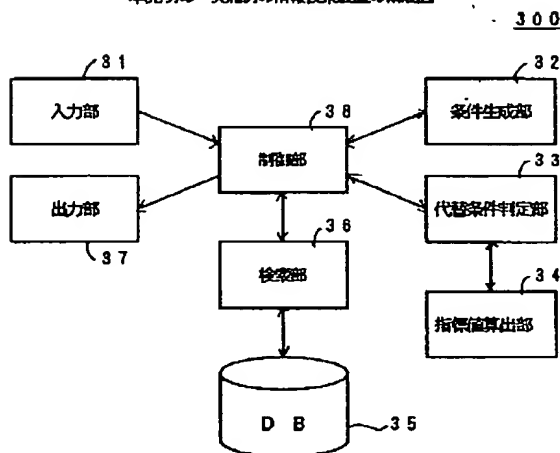 300
31
入力部
38
制御部
32
条件生成部
33
代替条件判定部
出力部
37
36
検索部
34
指標値算出部
DB
35